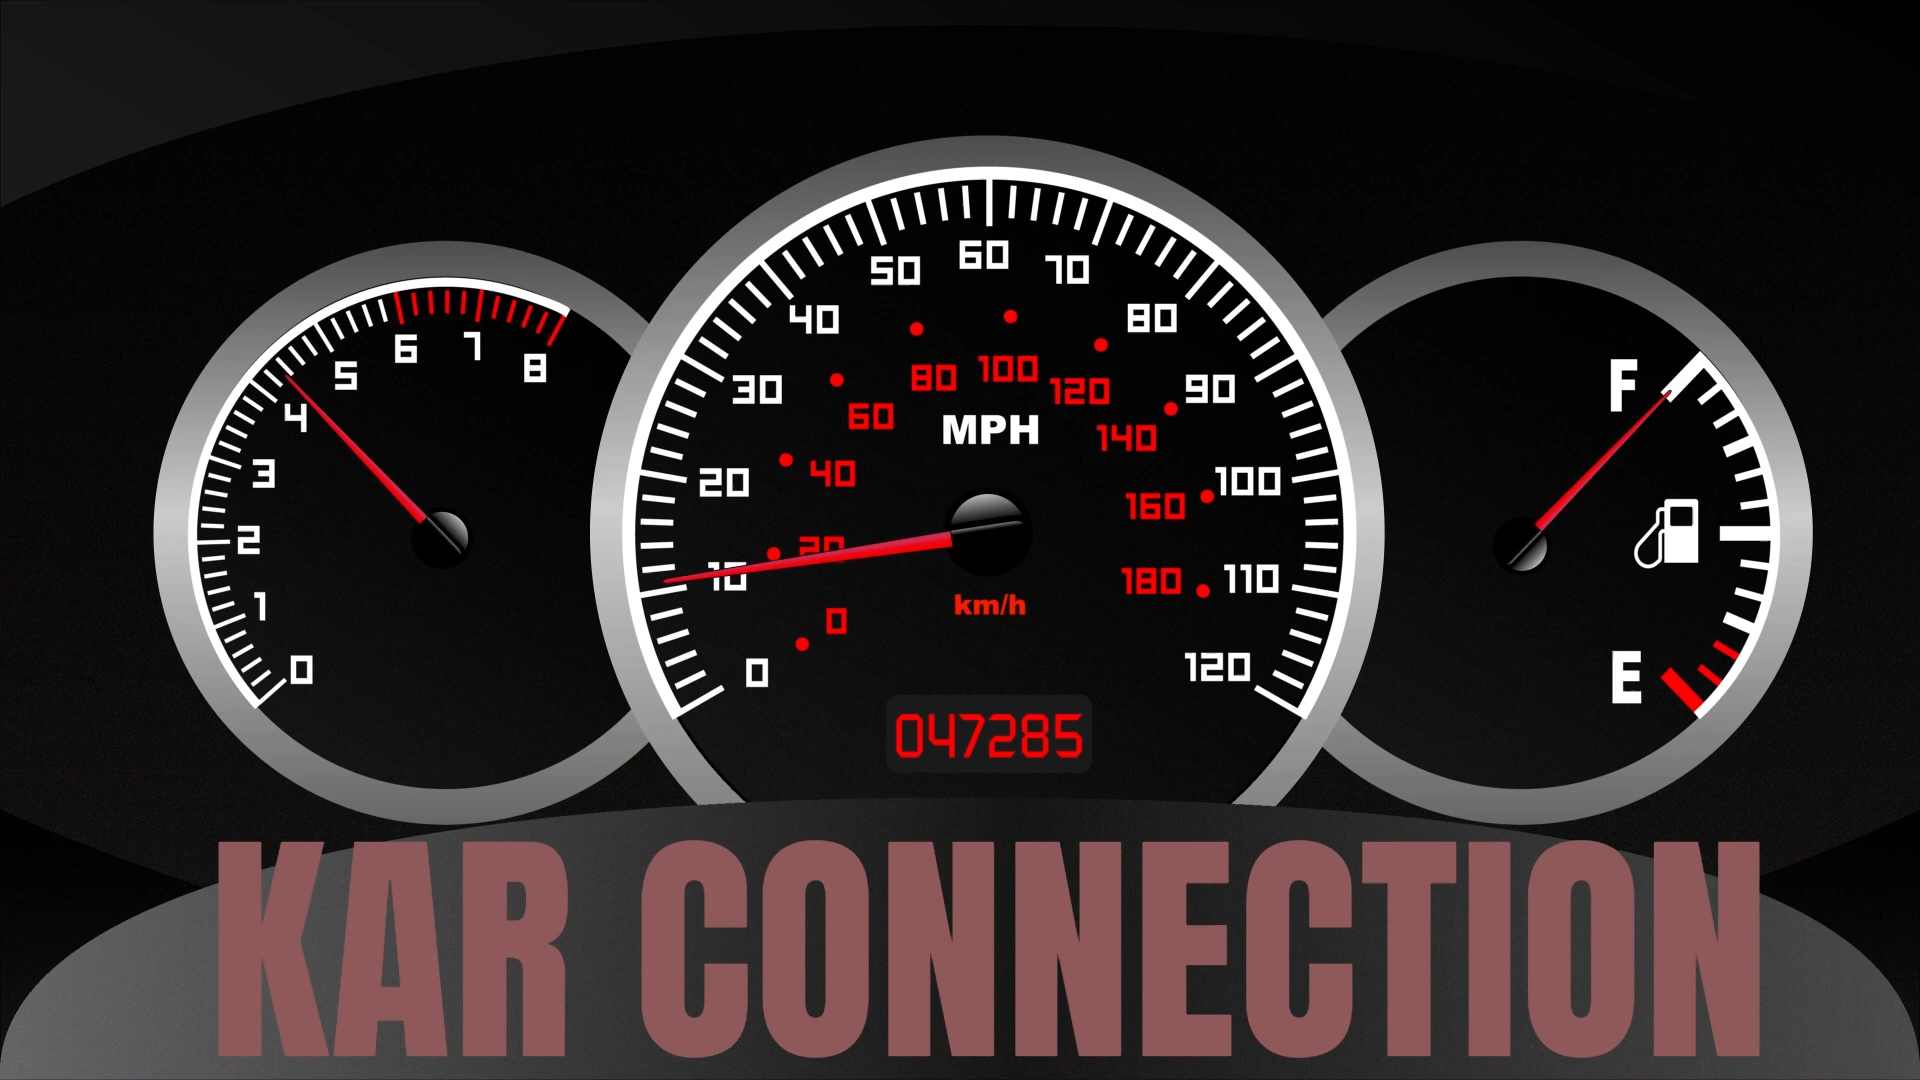 0 1 2 3 4 5 6 7 8
0 10 20 30 40 50 60 70 80 90 100 110 120
0 20 40 60 80 100 120 140 160 180
MPH
km/h
047285
F
E
KAR CONNECTION